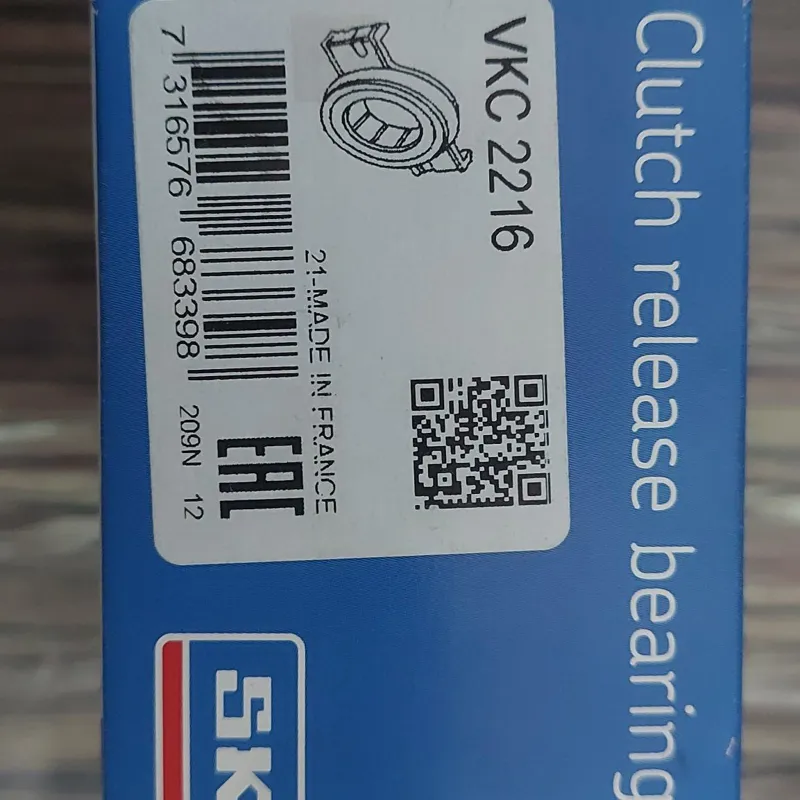 Clutch release bearing
VKC 2216
21-MADE IN FRANCE
7 316576 683398
EAC
209N 12
SK